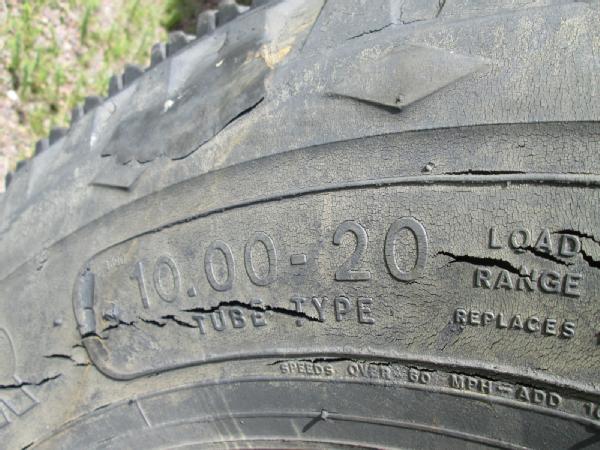 10.00-20
TUBE TYPE
LOAD
RANGE
REPLACES
SPEEDS OVER 60 MPH-ADD